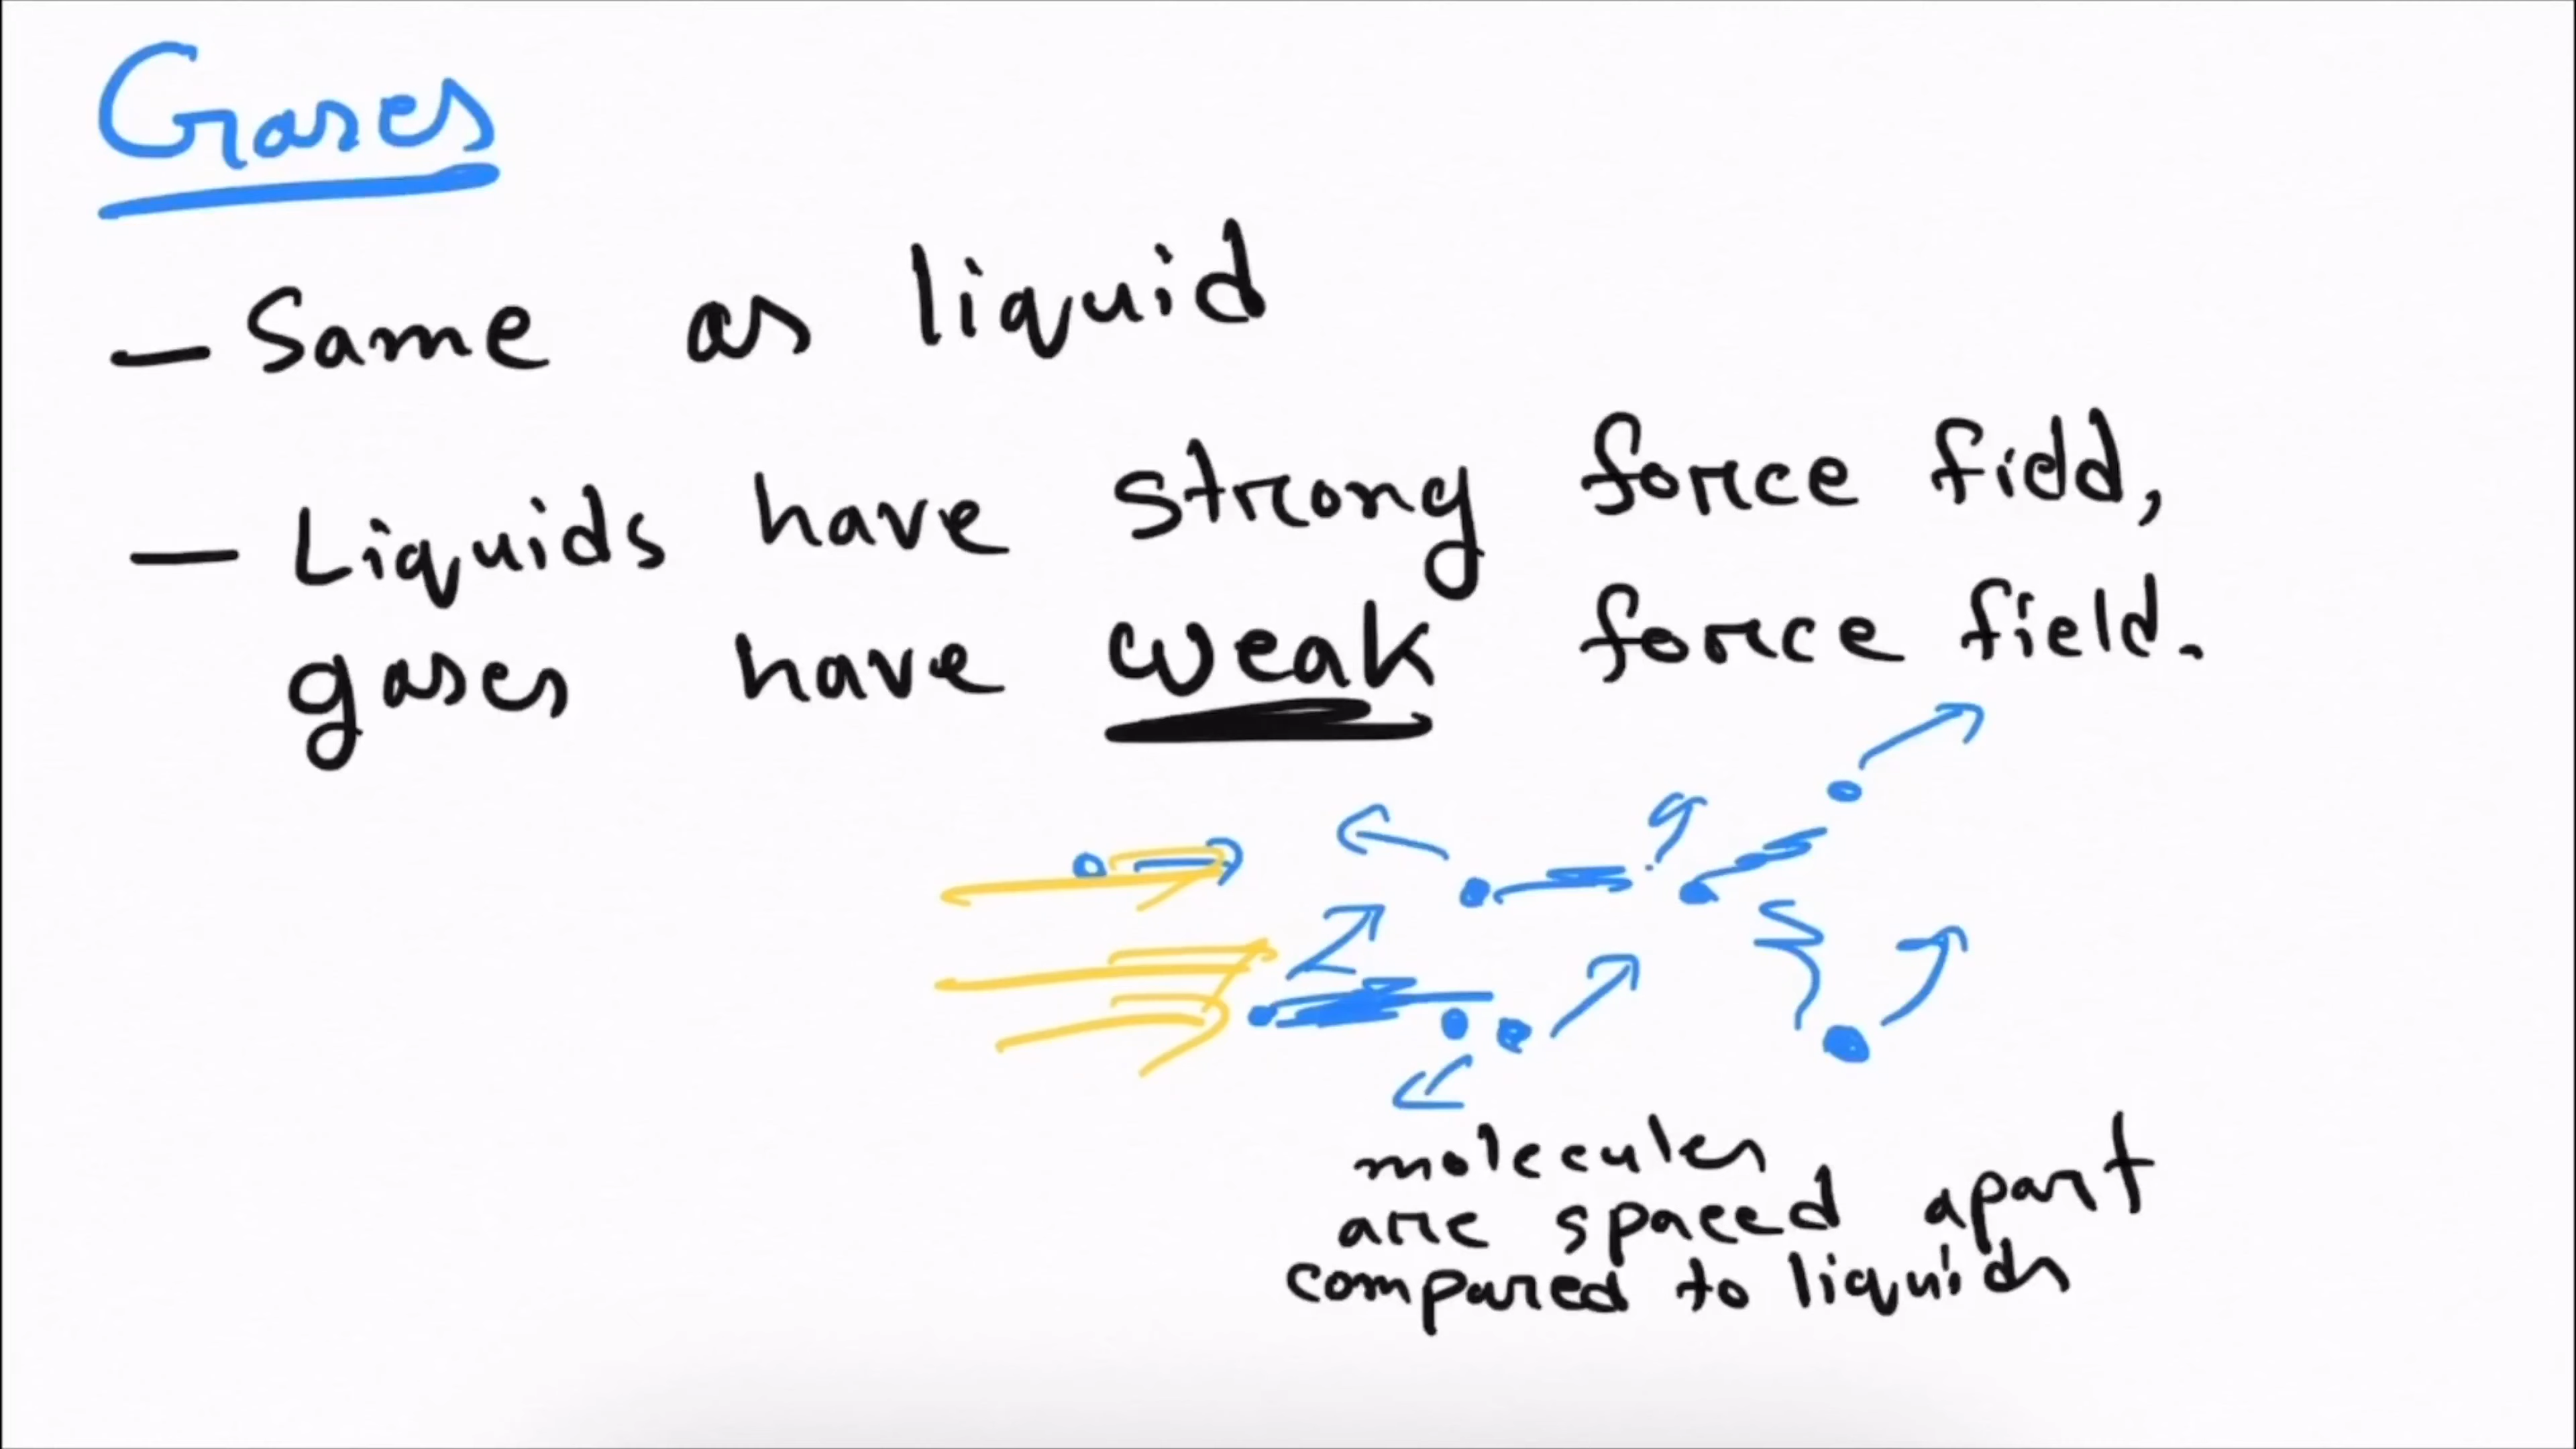 Gases
- Same as liquid
- Liquids have strong force field,
gases have weak force field.
molecules
are spaced apart
compared to liquids